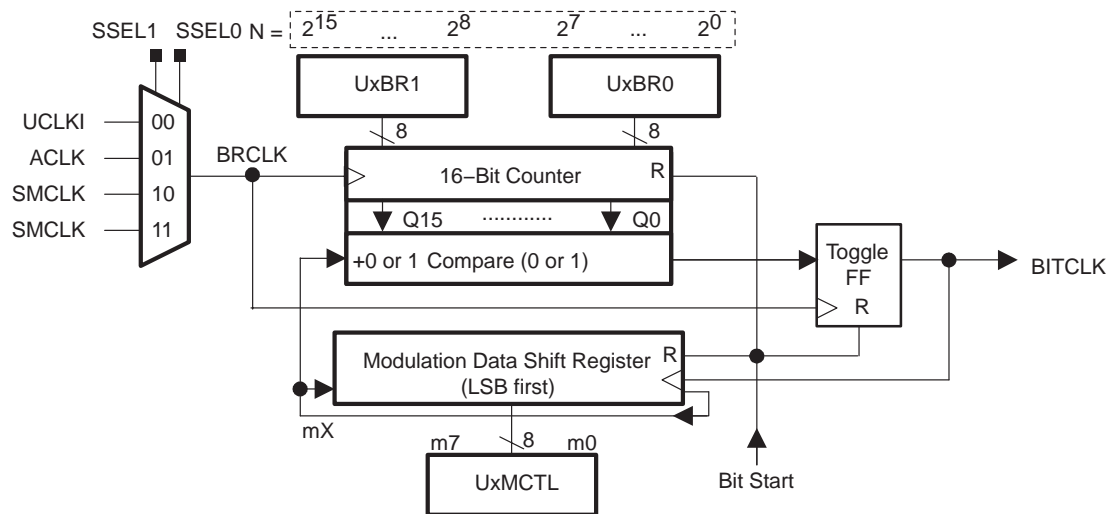 SSEL1 SSEL0 N = 2^15 ... 2^8 2^7 ... 2^0
UxBR1 UxBR0
8 8
UCLKI 00
ACLK 01
SMCLK 10
SMCLK 11
BRCLK
16−Bit Counter R
Q15 ............ Q0
+0 or 1 Compare (0 or 1)
Toggle
FF
R
BITCLK
Modulation Data Shift Register R
(LSB first)
mX
m7 8 m0
UxMCTL
Bit Start